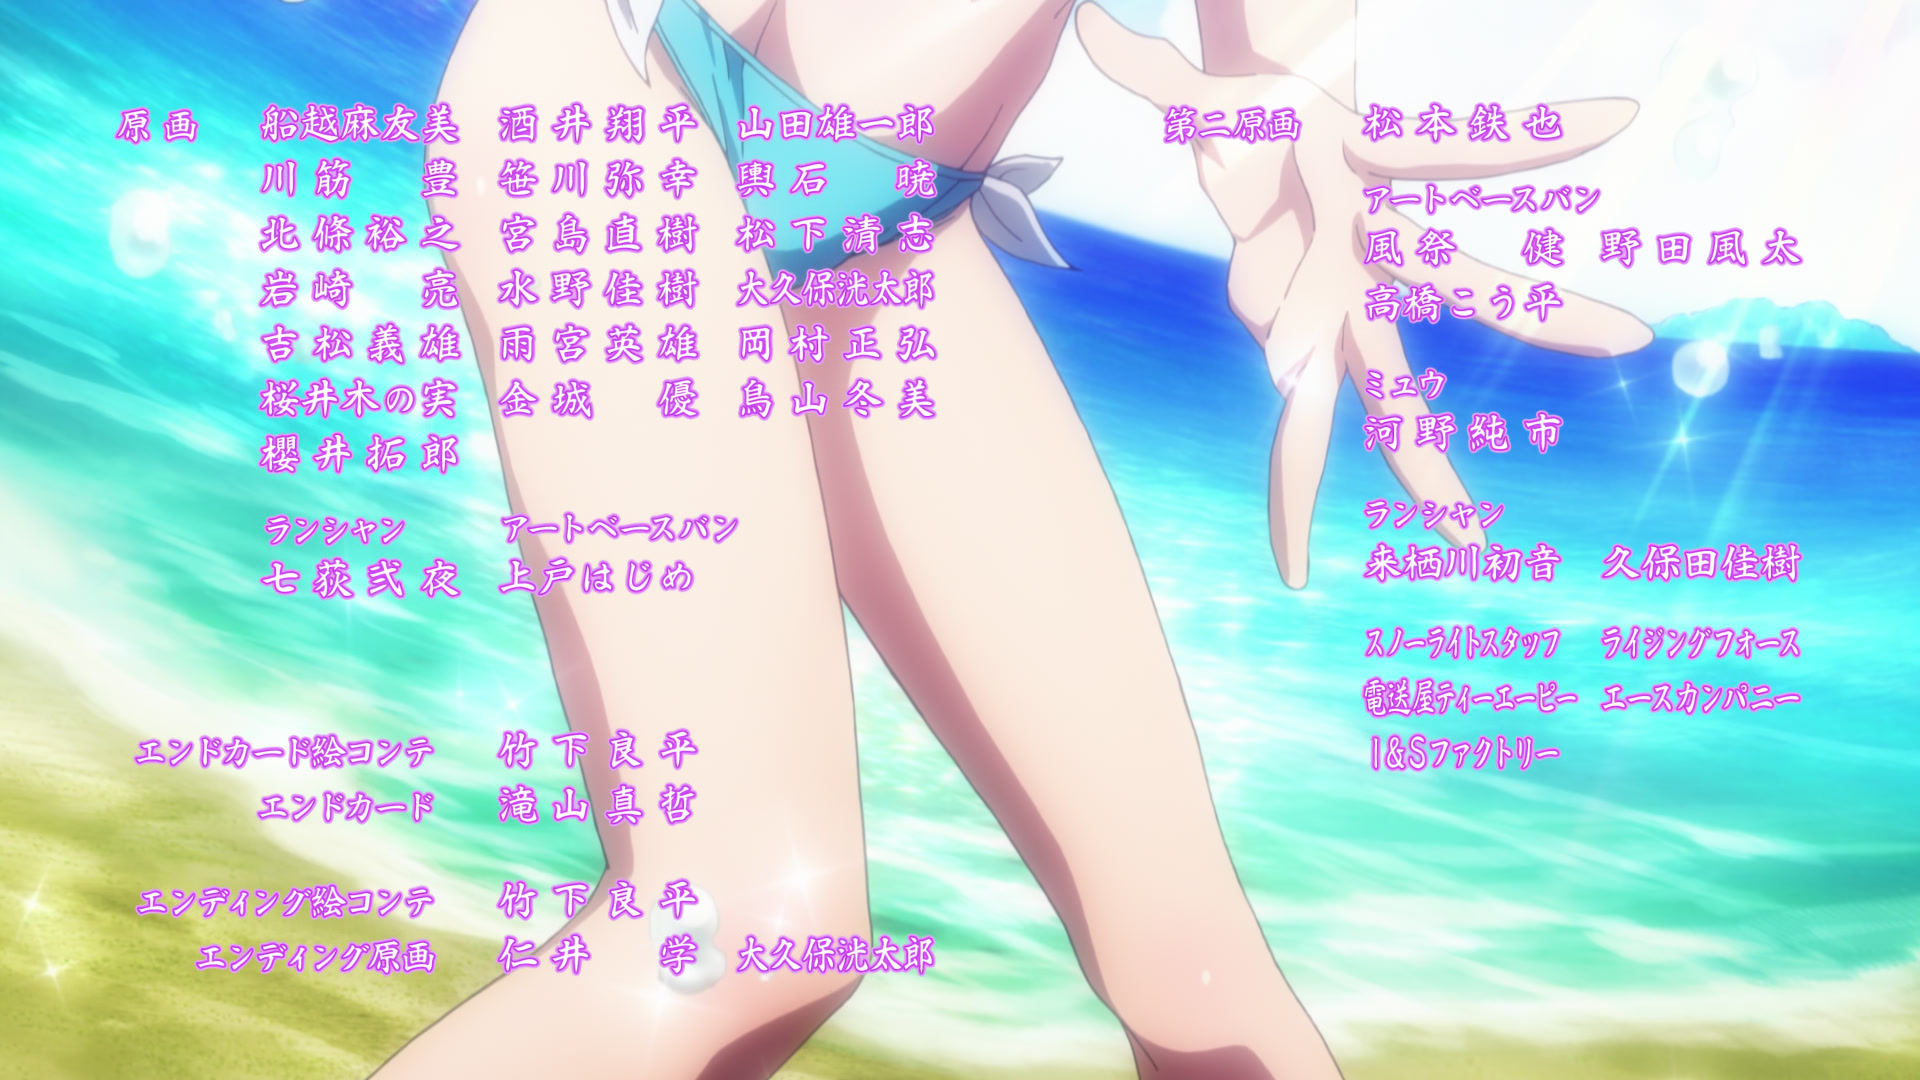 原画 船越麻友美 酒井翔平 山田雄一郎
川筋 豊 笹川弥幸 輿石 暁
北條裕之 宮島直樹 松下清志
岩崎 亮 水野佳樹 大久保洸太郎
吉松義雄 雨宮英雄 岡村正弘
桜井木の実 金城 優 鳥山冬美
櫻井拓郎
ランシャン アートベースバン
七荻弐夜 上戸はじめ
エンドカード絵コンテ 竹下良平
エンドカード 滝山真哲
エンディング絵コンテ 竹下良平
エンディング原画 仁井 学 大久保洸太郎
第二原画 松本鉄也
アートベースバン
風祭 健 野田風太
高橋こう平
ミュウ
河野純市
ランシャン
来栖川初音 久保田佳樹
スノーライトスタッフ ライジングフォース
電送屋ティーエーピー エースカンパニー
I&Sファクトリー